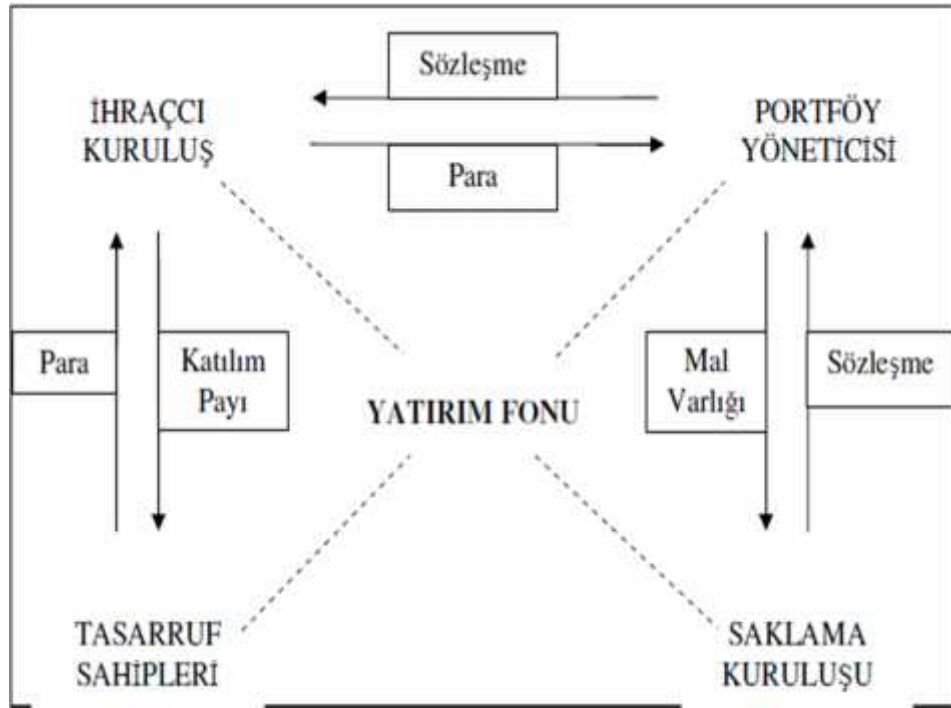 Sözleşme
İHRAÇCI
KURULUŞ
PORTFÖY
YÖNETİCİSİ
Para
Para
Katılım
Payı
Mal
Varlığı
Sözleşme
YATIRIM FONU
TASARRUF
SAHİPLERİ
SAKLAMA
KURULUŞU